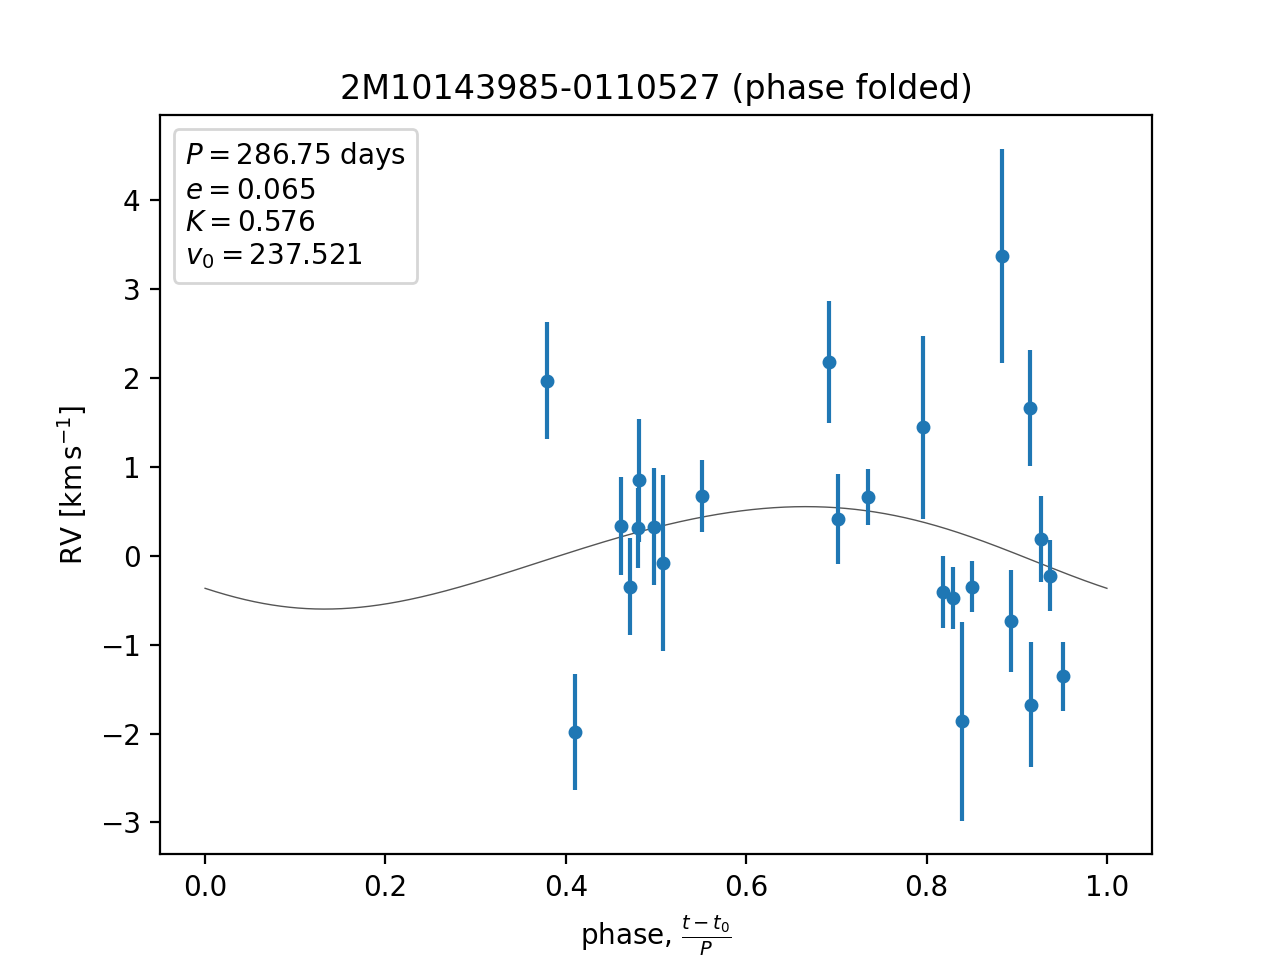 2M10143985-0110527 (phase folded)
P = 286.75 days
e = 0.065
K = 0.576
v₀ = 237.521
4
3
2
1
0
−1
−2
−3
RV [km s⁻¹]
0.0 0.2 0.4 0.6 0.8 1.0
phase, (t − t₀)/P